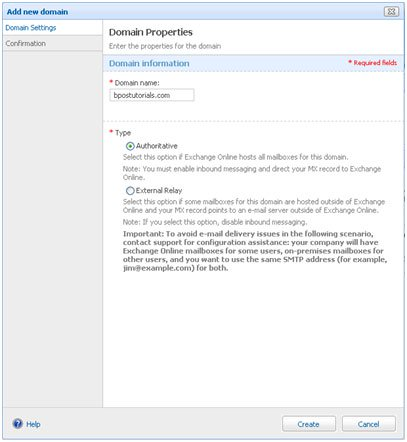 Add new domain
Domain Settings
Confirmation
Domain Properties
Enter the properties for the domain
Domain information
* Required fields
* Domain name:
bpostutorials.com
* Type
Authoritative
Select this option if Exchange Online hosts all mailboxes for this domain.
Note: You must enable inbound messaging and direct your MX record to Exchange
Online.
External Relay
Select this option if some mailboxes for this domain are hosted outside of Exchange
Online and your MX record points to an e-mail server outside of Exchange Online.
Note: If you select this option, disable inbound messaging.
Important: To avoid e-mail delivery issues in the following scenario,
contact support for configuration assistance: your company will have
Exchange Online mailboxes for some users, on-premises mailboxes for
other users, and you want to use the same SMTP address (for example,
jim@example.com) for both.
Help
Create
Cancel